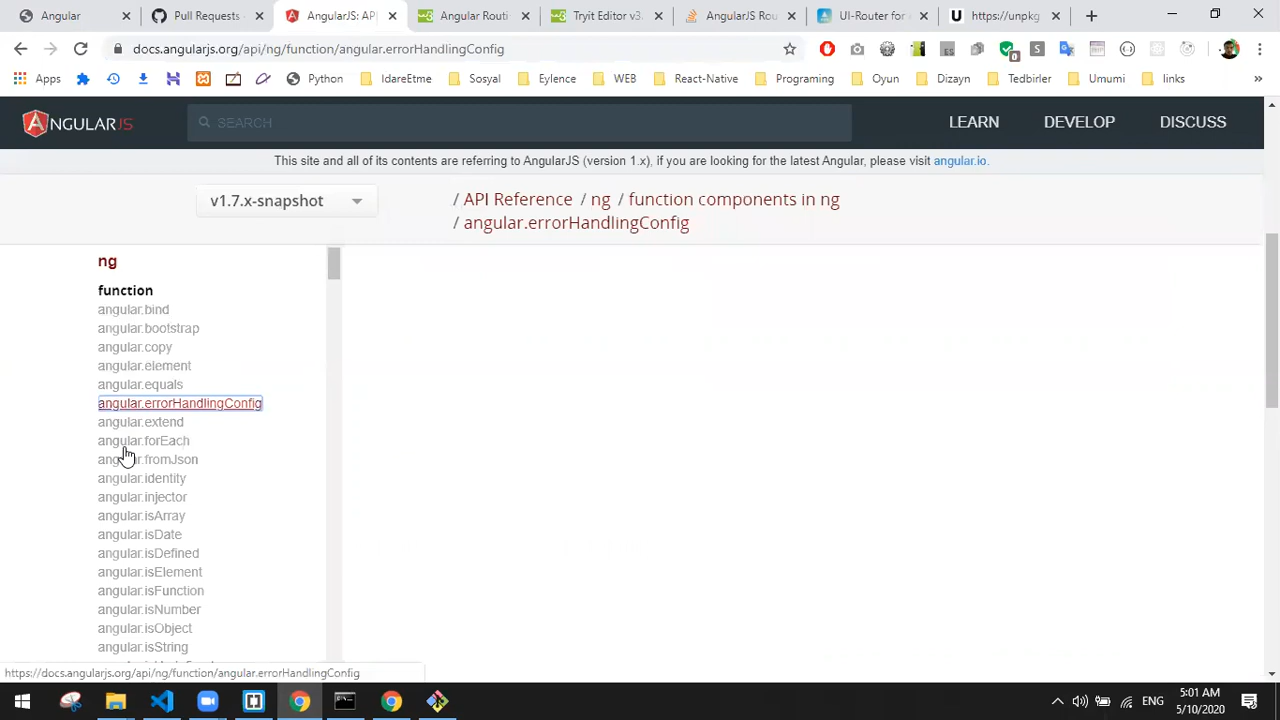 Angular
Pull Requests
AngularJS: AP
Angular Routi
Tryit Editor v3
AngularJS Rou
UI-Router for A
https://unpkg
docs.angularjs.org/api/ng/function/angular.errorHandlingConfig
Apps
Python
IdareEtme
Sosyal
Eylence
WEB
React-Native
Programing
Oyun
Dizayn
Tedbirler
Umumi
links
»
ANGULARJS
SEARCH
LEARN
DEVELOP
DISCUSS
This site and all of its contents are referring to AngularJS (version 1.x), if you are looking for the latest Angular, please visit angular.io.
v1.7.x-snapshot
/ API Reference / ng / function components in ng
/ angular.errorHandlingConfig
ng
function
angular.bind
angular.bootstrap
angular.copy
angular.element
angular.equals
angular.errorHandlingConfig
angular.extend
angular.forEach
angular.fromJson
angular.identity
angular.injector
angular.isArray
angular.isDate
angular.isDefined
angular.isElement
angular.isFunction
angular.isNumber
angular.isObject
angular.isString
https://docs.angularjs.org/api/ng/function/angular.errorHandlingConfig
ENG
5:01 AM
5/10/2020